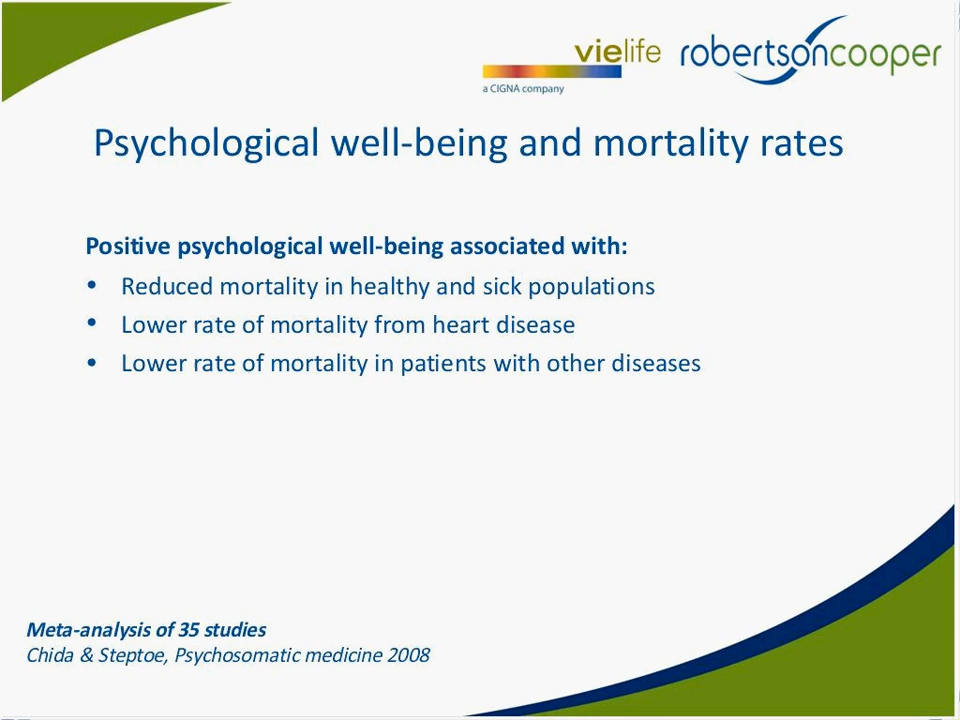 vielife
a CIGNA company
robertsoncooper
Psychological well-being and mortality rates
Positive psychological well-being associated with:
• Reduced mortality in healthy and sick populations
• Lower rate of mortality from heart disease
• Lower rate of mortality in patients with other diseases
Meta-analysis of 35 studies
Chida & Steptoe, Psychosomatic medicine 2008